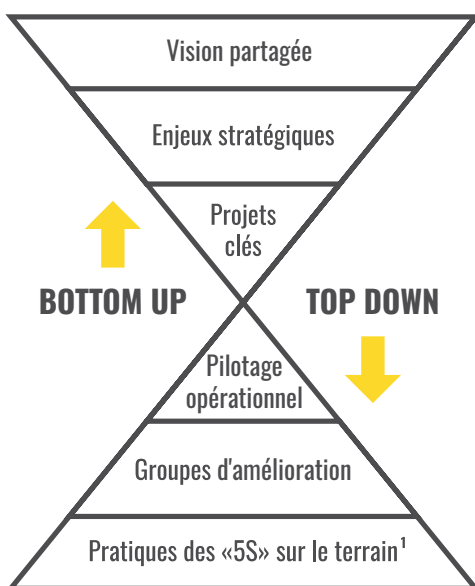 Vision partagée
Enjeux stratégiques
Projets
clés
BOTTOM UP
TOP DOWN
Pilotage
opérationnel
Groupes d'amélioration
Pratiques des «5S» sur le terrain¹